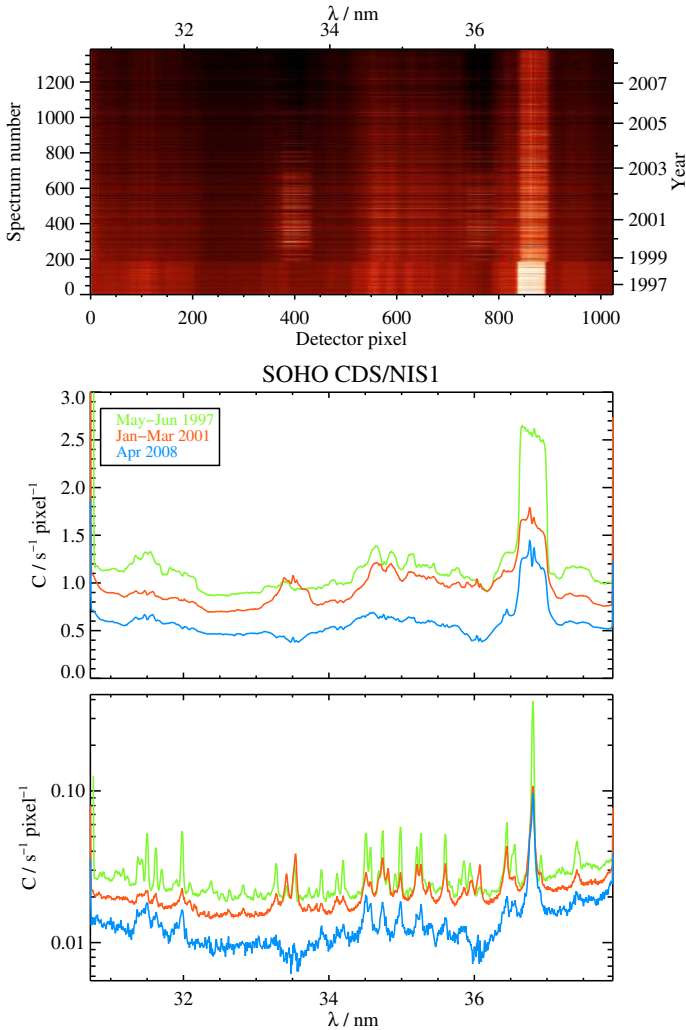 λ / nm
32 34 36
Spectrum number
1400
1200
1000
800
600
400
200
0
2007
2005
2003
2001
1999
1997
Year
0 200 400 600 800 1000
Detector pixel
SOHO CDS/NIS1
C / s⁻¹ pixel⁻¹
3.0
2.5
2.0
1.5
1.0
0.5
0.0
May−Jun 1997
Jan−Mar 2001
Apr 2008
C / s⁻¹ pixel⁻¹
0.10
0.01
32 34 36
λ / nm